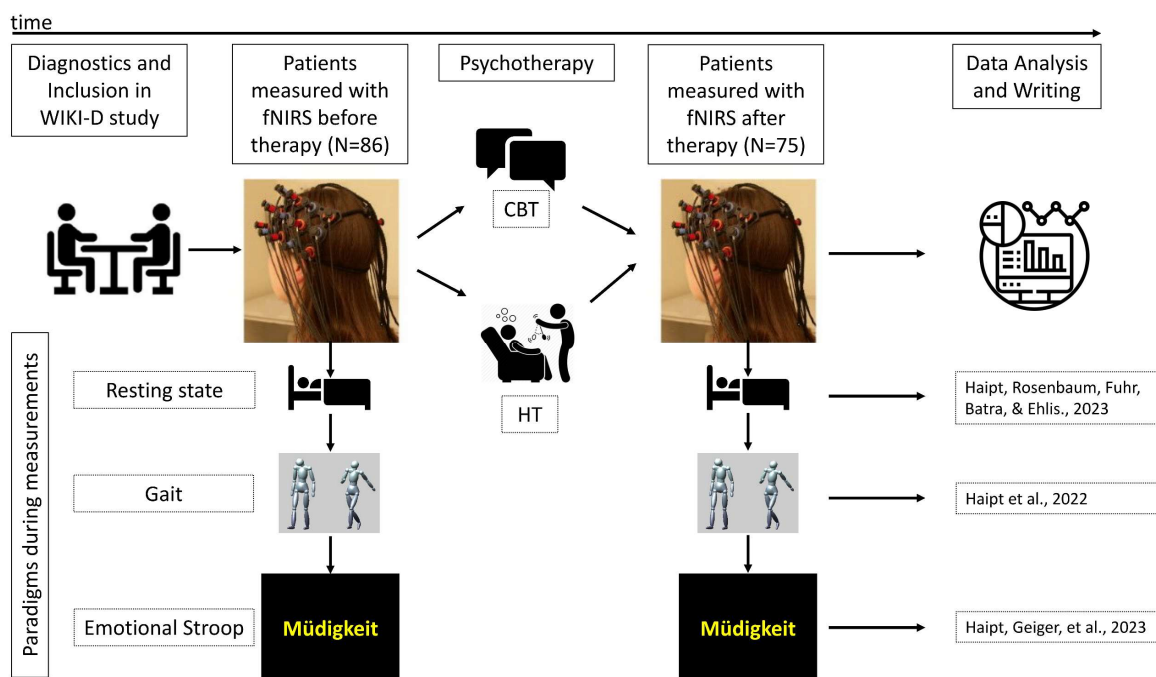 time
Diagnostics and
Inclusion in
WIKI-D study
Patients
measured with
fNIRS before
therapy (N=86)
Psychotherapy
Patients
measured with
fNIRS after
therapy (N=75)
Data Analysis
and Writing
CBT
HT
Paradigms during measurements
Resting state
Haipt, Rosenbaum, Fuhr,
Batra, & Ehlis., 2023
Gait
Haipt et al., 2022
Emotional Stroop
Müdigkeit
Müdigkeit
Haipt, Geiger, et al., 2023